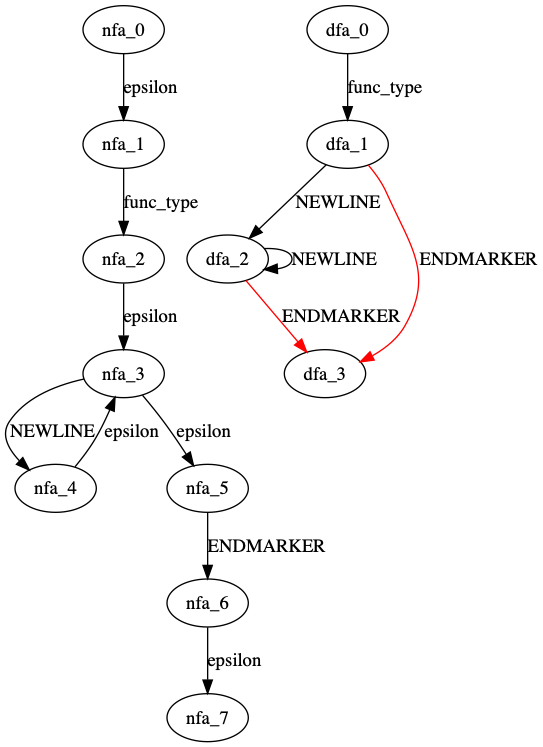 nfa_0 dfa_0
epsilon func_type
nfa_1 dfa_1
func_type NEWLINE
nfa_2 dfa_2 NEWLINE ENDMARKER
epsilon ENDMARKER
nfa_3 dfa_3
NEWLINE epsilon epsilon
nfa_4 nfa_5
ENDMARKER
nfa_6
epsilon
nfa_7